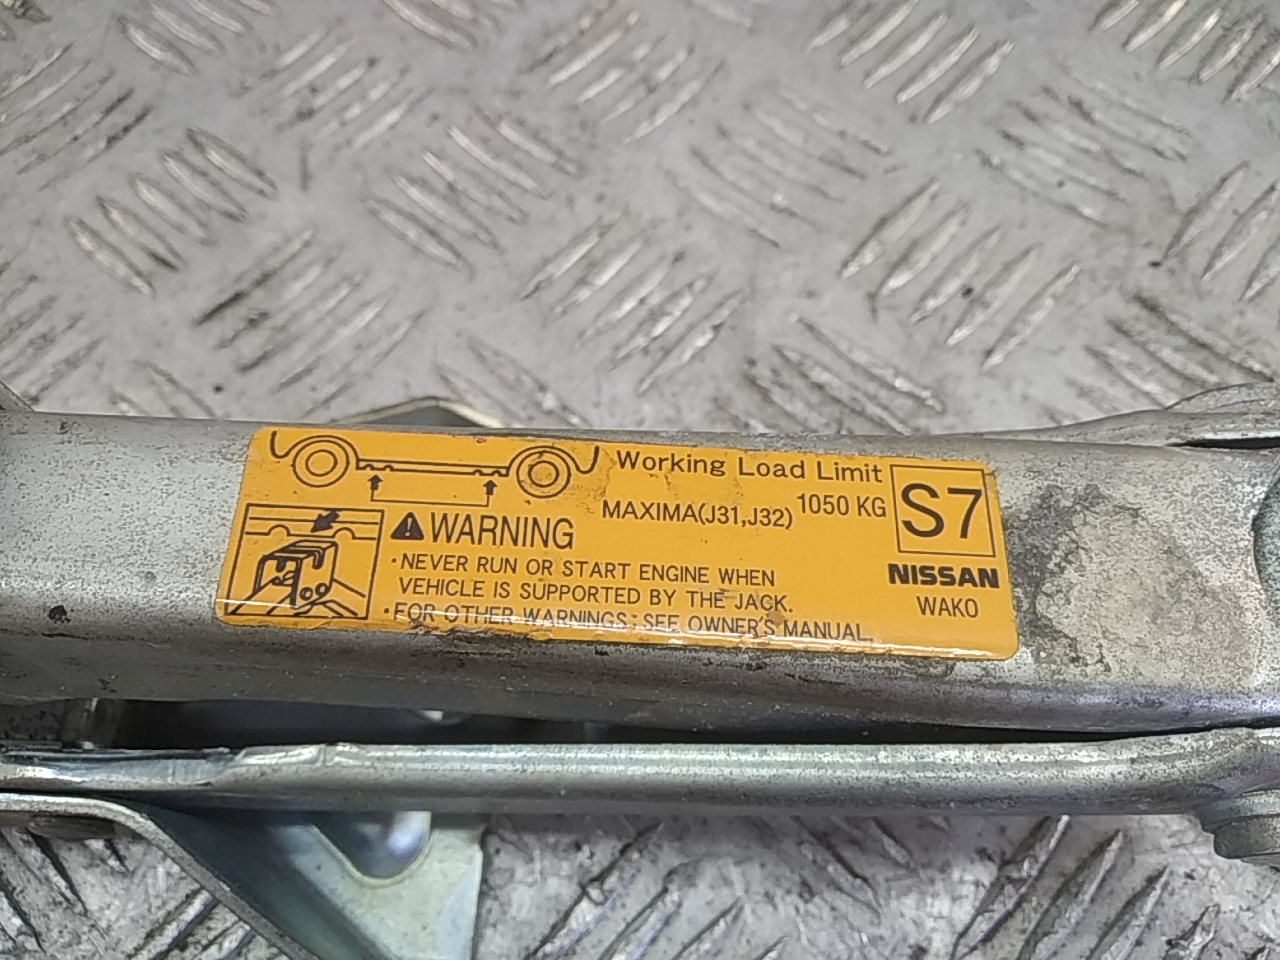 Working Load Limit
MAXIMA(J31,J32) 1050 KG
S7
WARNING
·NEVER RUN OR START ENGINE WHEN
VEHICLE IS SUPPORTED BY THE JACK.
·FOR OTHER WARNINGS; SEE OWNER'S MANUAL.
NISSAN
WAKO